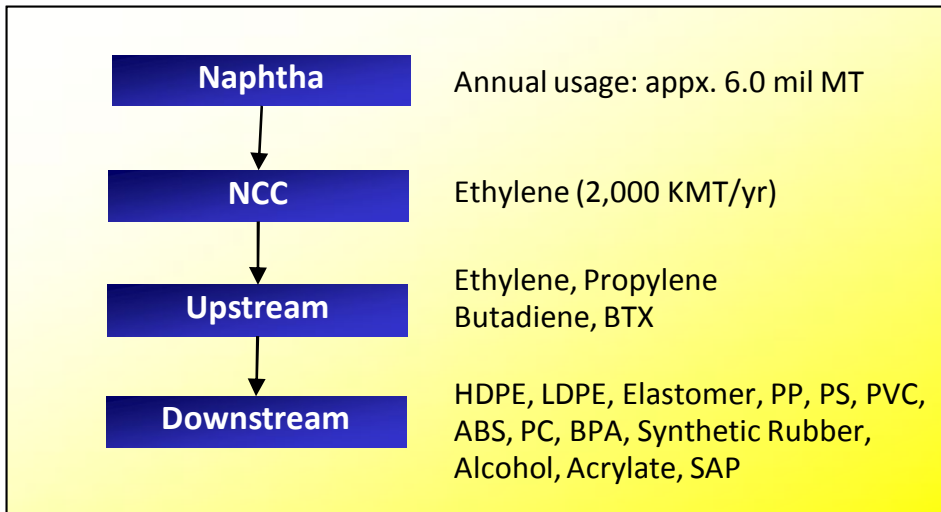 Naphtha
Annual usage: appx. 6.0 mil MT
NCC
Ethylene (2,000 KMT/yr)
Upstream
Ethylene, Propylene
Butadiene, BTX
Downstream
HDPE, LDPE, Elastomer, PP, PS, PVC,
ABS, PC, BPA, Synthetic Rubber,
Alcohol, Acrylate, SAP